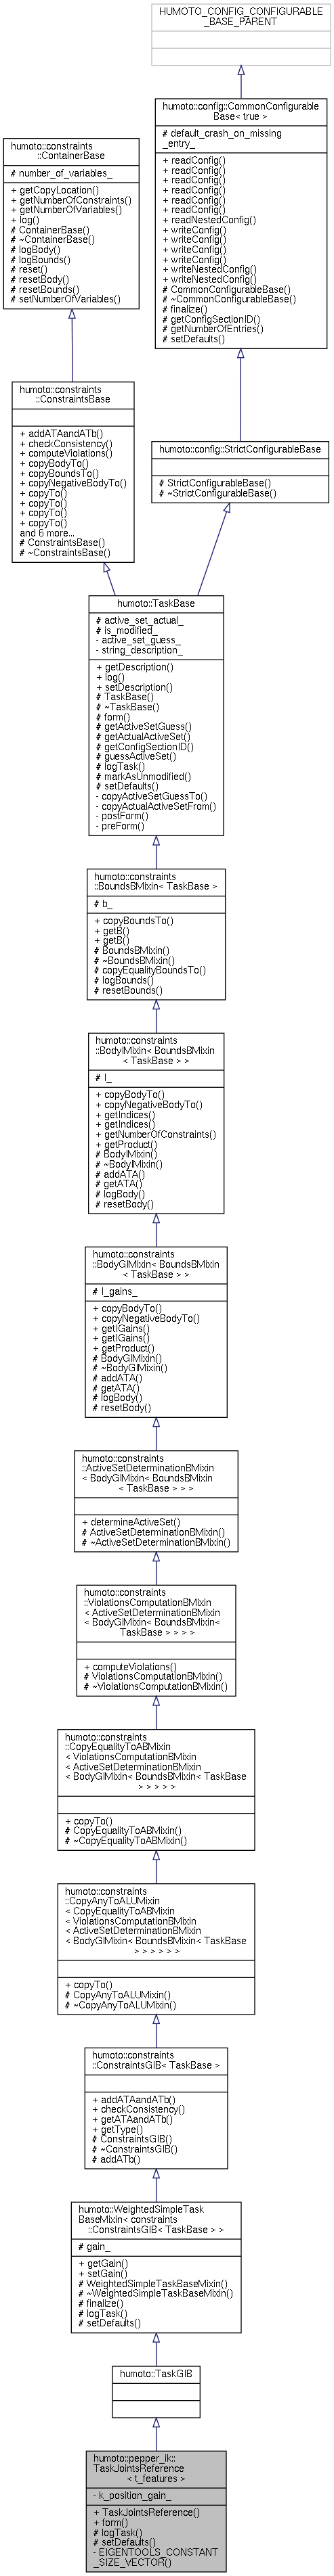 HUMOTO_CONFIG_CONFIGURABLE
_BASE_PARENT
humoto::config::CommonConfigurable
Base< true >
# default_crash_on_missing
_entry_
+ readConfig()
+ readConfig()
+ readConfig()
+ readConfig()
+ readConfig()
+ readConfig()
+ readNestedConfig()
+ writeConfig()
+ writeConfig()
+ writeConfig()
+ writeConfig()
+ writeNestedConfig()
+ writeNestedConfig()
# CommonConfigurableBase()
# ~CommonConfigurableBase()
# finalize()
# getConfigSectionID()
# getNumberOfEntries()
# setDefaults()
humoto::constraints
::ContainerBase
# number_of_variables_
+ getCopyLocation()
+ getNumberOfConstraints()
+ getNumberOfVariables()
+ log()
# ContainerBase()
# ~ContainerBase()
# logBody()
# logBounds()
# reset()
# resetBody()
# resetBounds()
# setNumberOfVariables()
humoto::constraints
::ConstraintsBase
+ addATAandATb()
+ checkConsistency()
+ computeViolations()
+ copyBodyTo()
+ copyBoundsTo()
+ copyNegativeBodyTo()
+ copyTo()
+ copyTo()
+ copyTo()
+ copyTo()
and 6 more...
# ConstraintsBase()
# ~ConstraintsBase()
humoto::config::StrictConfigurableBase
# StrictConfigurableBase()
# ~StrictConfigurableBase()
humoto::TaskBase
# active_set_actual_
# is_modified_
- active_set_guess_
- string_description_
+ getDescription()
+ log()
+ setDescription()
# TaskBase()
# ~TaskBase()
# form()
# getActiveSetGuess()
# getActualActiveSet()
# getConfigSectionID()
# guessActiveSet()
# logTask()
# markAsUnmodified()
# setDefaults()
- copyActiveSetGuessTo()
- copyActualActiveSetFrom()
- postForm()
- preForm()
humoto::constraints
::BoundsBMixin< TaskBase >
# b_
+ copyBoundsTo()
+ getB()
+ getB()
# BoundsBMixin()
# ~BoundsBMixin()
# copyEqualityBoundsTo()
# logBounds()
# resetBounds()
humoto::constraints
::BodyIMixin< BoundsBMixin
< TaskBase > >
# I_
+ copyBodyTo()
+ copyNegativeBodyTo()
+ getIndices()
+ getIndices()
+ getNumberOfConstraints()
+ getProduct()
# BodyIMixin()
# ~BodyIMixin()
# addATA()
# getATA()
# logBody()
# resetBody()
humoto::constraints
::BodyGIMixin< BoundsBMixin
< TaskBase > >
# I_gains_
+ copyBodyTo()
+ copyNegativeBodyTo()
+ getIGains()
+ getIGains()
+ getProduct()
# BodyGIMixin()
# ~BodyGIMixin()
# addATA()
# getATA()
# logBody()
# resetBody()
humoto::constraints
::ActiveSetDeterminationBMixin
< BodyGIMixin< BoundsBMixin
< TaskBase > > >
+ determineActiveSet()
# ActiveSetDeterminationBMixin()
# ~ActiveSetDeterminationBMixin()
humoto::constraints
::ViolationsComputationBMixin
< ActiveSetDeterminationBMixin
< BodyGIMixin< BoundsBMixin<
TaskBase > > > >
+ computeViolations()
# ViolationsComputationBMixin()
# ~ViolationsComputationBMixin()
humoto::constraints
::CopyEqualityToABMixin
< ViolationsComputationBMixin
< ActiveSetDeterminationBMixin
< BodyGIMixin< BoundsBMixin< TaskBase
> > > > >
+ copyTo()
# CopyEqualityToABMixin()
# ~CopyEqualityToABMixin()
humoto::constraints
::CopyAnyToALUMixin
< CopyEqualityToABMixin
< ViolationsComputationBMixin
< ActiveSetDeterminationBMixin
< BodyGIMixin< BoundsBMixin< TaskBase
> > > > > >
+ copyTo()
# CopyAnyToALUMixin()
# ~CopyAnyToALUMixin()
humoto::constraints
::ConstraintsGIB< TaskBase >
+ addATAandATb()
+ checkConsistency()
+ getATAandATb()
+ getType()
# ConstraintsGIB()
# ~ConstraintsGIB()
# addATb()
humoto::WeightedSimpleTask
BaseMixin< constraints
::ConstraintsGIB< TaskBase > >
# gain_
+ getGain()
+ setGain()
# WeightedSimpleTaskBaseMixin()
# ~WeightedSimpleTaskBaseMixin()
# finalize()
# logTask()
# setDefaults()
humoto::TaskGIB
humoto::pepper_ik::
TaskJointsReference
< t_features >
- k_position_gain_
+ TaskJointsReference()
+ form()
# logTask()
# setDefaults()
- EIGENTOOLS_CONSTANT
_SIZE_VECTOR()